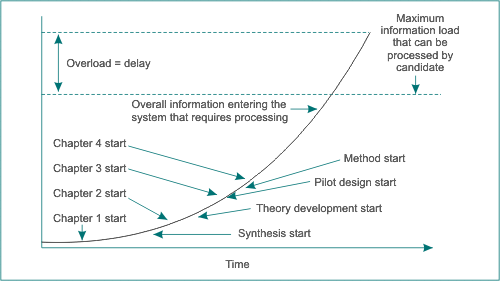 Maximum
information load
that can be
processed by
candidate
Overload = delay
Overall information entering the
system that requires processing
Chapter 4 start
Method start
Chapter 3 start
Pilot design start
Chapter 2 start
Theory development start
Chapter 1 start
Synthesis start
Time